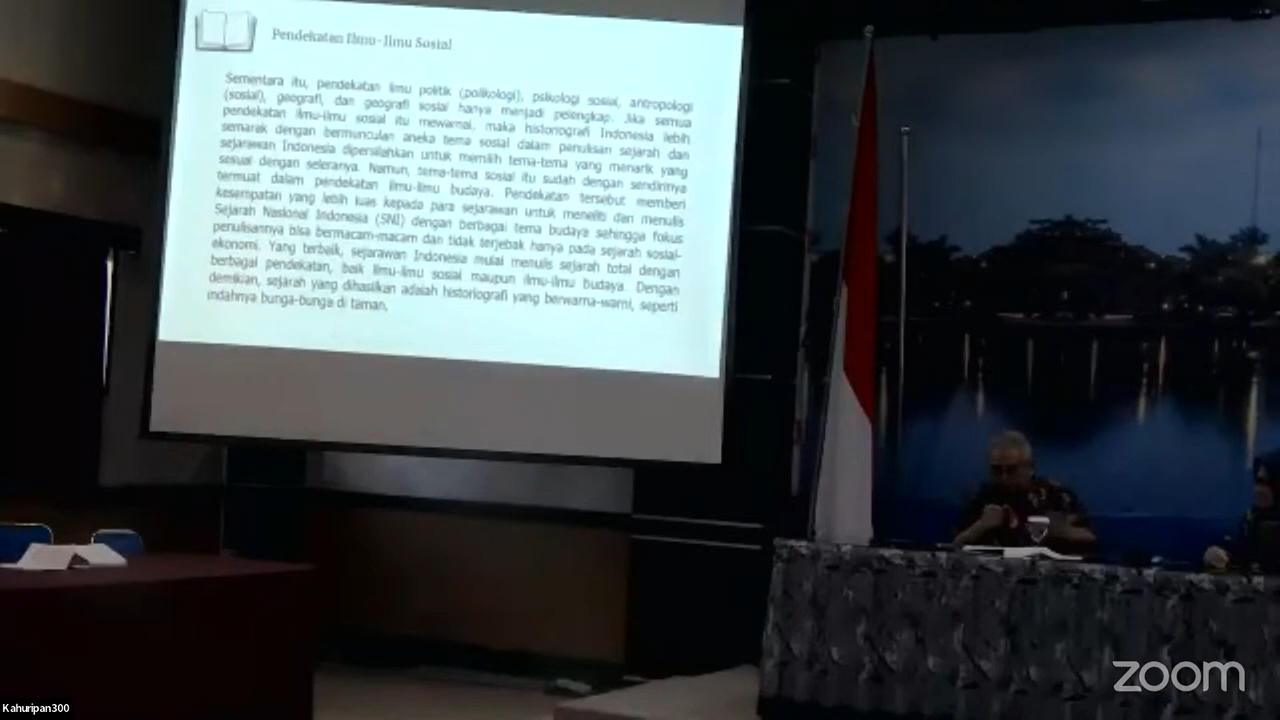 Pendekatan Ilmu-Ilmu Sosial
Sementara itu, pendekatan ilmu politik (politikologi), psikologi sosial, antropologi
(sosial), geografi, dan geografi sosial hanya menjadi pelengkap. Jika semua
pendekatan ilmu-ilmu sosial itu mewarnai, maka historiografi Indonesia lebih
semarak dengan bermunculan aneka tema sosial dalam penulisan sejarah dan
sejarawan Indonesia dipersilahkan untuk memilih tema-tema yang menarik yang
sesuai dengan seleranya. Namun, tema-tema sosial itu sudah dengan sendirinya
termuat dalam pendekatan ilmu-ilmu budaya. Pendekatan tersebut memberi
kesempatan yang lebih luas kepada para sejarawan untuk meneliti dan menulis
Sejarah Nasional Indonesia (SNI) dengan berbagai tema budaya sehingga fokus
penulisannya bisa bermacam-macam dan tidak terjebak hanya pada sejarah sosial-
ekonomi. Yang terbaik, sejarawan Indonesia mulai menulis sejarah total dengan
berbagai pendekatan, baik ilmu-ilmu sosial maupun ilmu-ilmu budaya. Dengan
demikian, sejarah yang dihasilkan adalah historiografi yang berwarna-warni, seperti
indahnya bunga-bunga di taman.
zoom
Kahuripan300